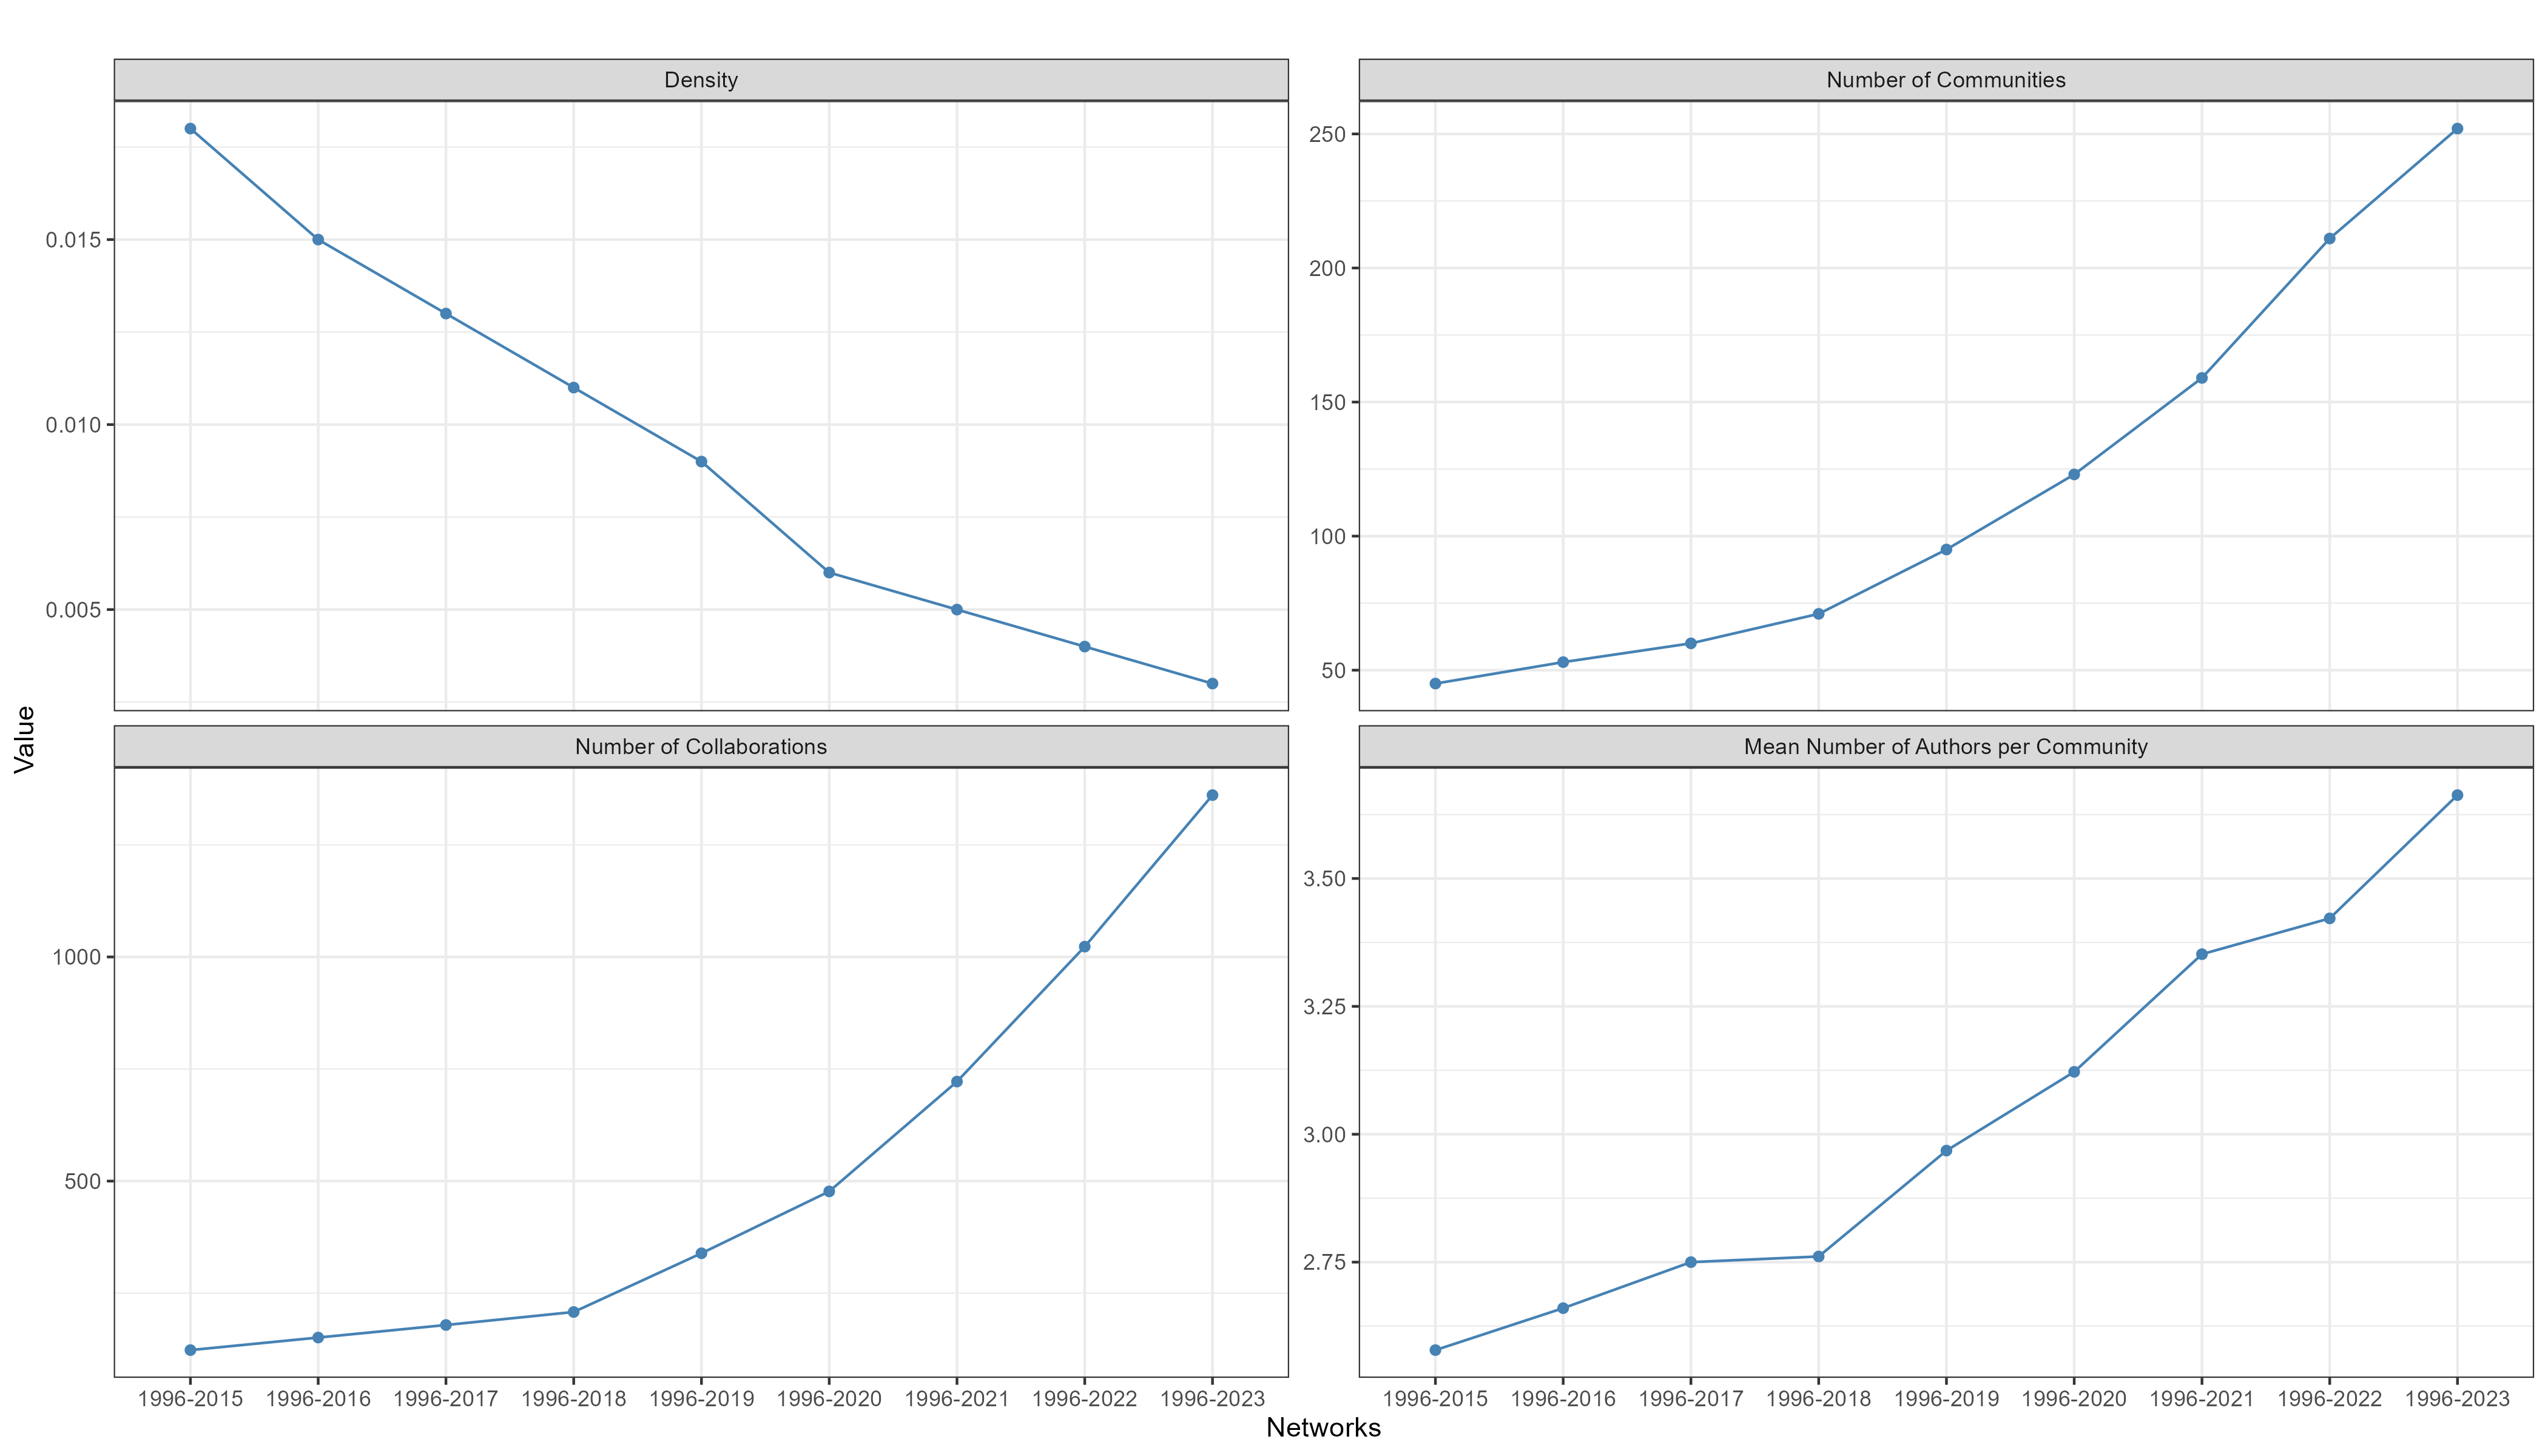 Density
0.015
0.010
0.005
Number of Communities
250
200
150
100
50
Value
Number of Collaborations
1000
500
1996-2015 1996-2016 1996-2017 1996-2018 1996-2019 1996-2020 1996-2021 1996-2022 1996-2023
Mean Number of Authors per Community
3.50
3.25
3.00
2.75
1996-2015 1996-2016 1996-2017 1996-2018 1996-2019 1996-2020 1996-2021 1996-2022 1996-2023
Networks